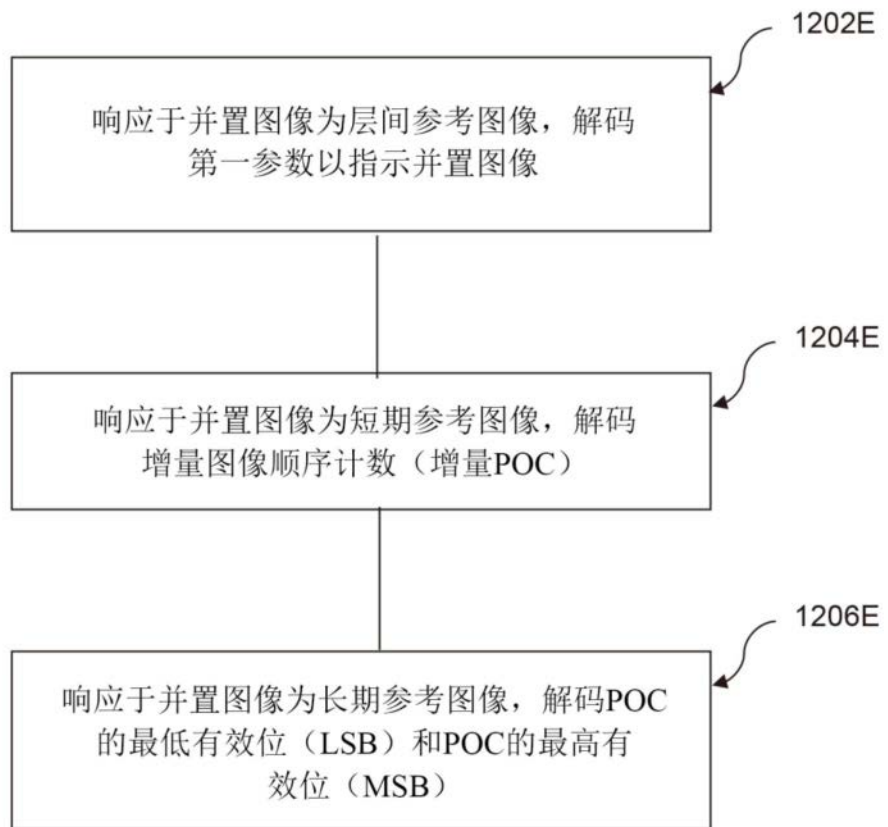 1202E
响应于并置图像为层间参考图像，解码
第一参数以指示并置图像
1204E
响应于并置图像为短期参考图像，解码
增量图像顺序计数（增量POC）
1206E
响应于并置图像为长期参考图像，解码POC
的最低有效位（LSB）和POC的最高有
效位（MSB）